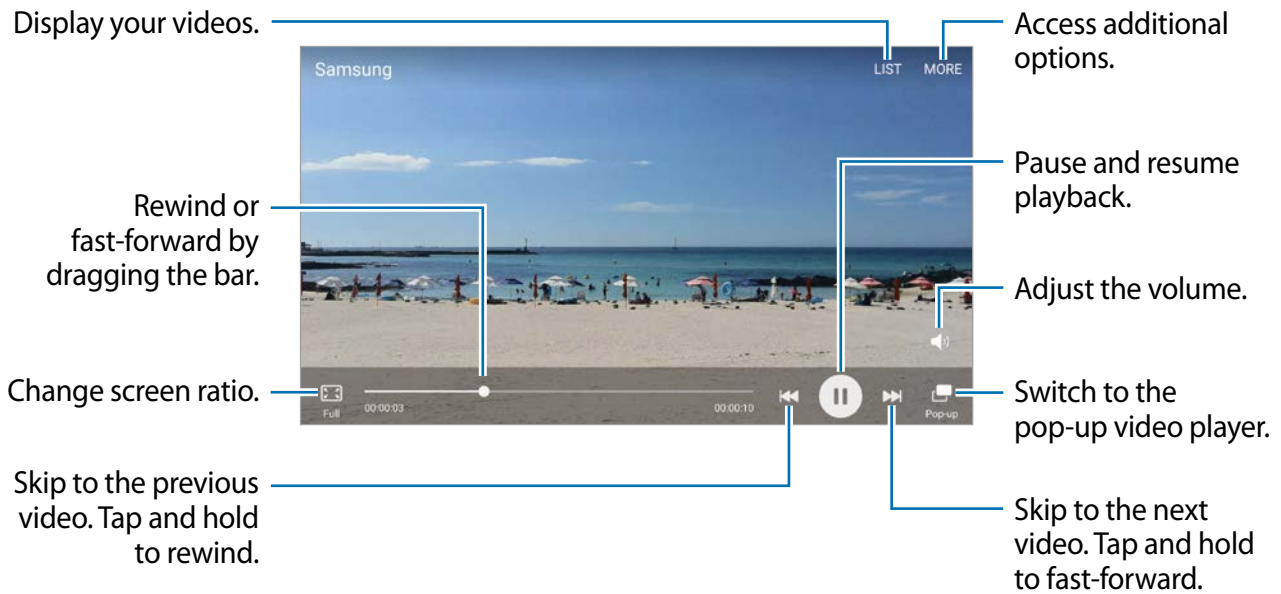 Display your videos.
Access additional
options.
Samsung
LIST MORE
Pause and resume
playback.
Rewind or
fast-forward by
dragging the bar.
Adjust the volume.
Change screen ratio.
Full
00:00:03
00:00:10
Pop-up
Switch to the
pop-up video player.
Skip to the previous
video. Tap and hold
to rewind.
Skip to the next
video. Tap and hold
to fast-forward.